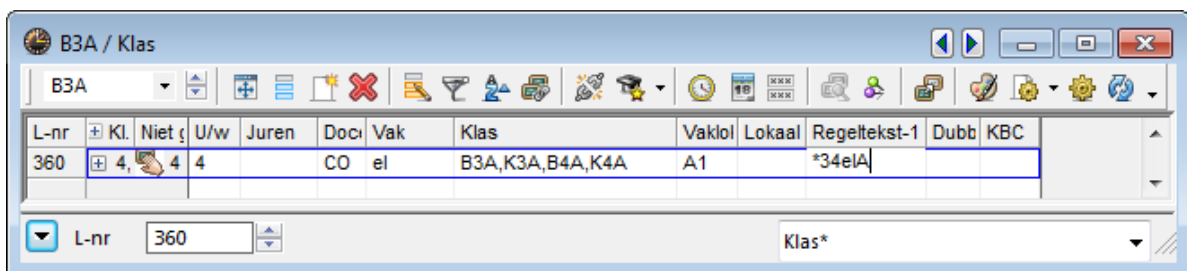 B3A / Klas
B3A
L-nr Kl. Niet g U/w Juren Doce Vak Klas Vaklol Lokaal Regeltekst-1 Dubb KBC
360 4, 4 4 CO el B3A,K3A,B4A,K4A A1 *34elA
L-nr 360 Klas*